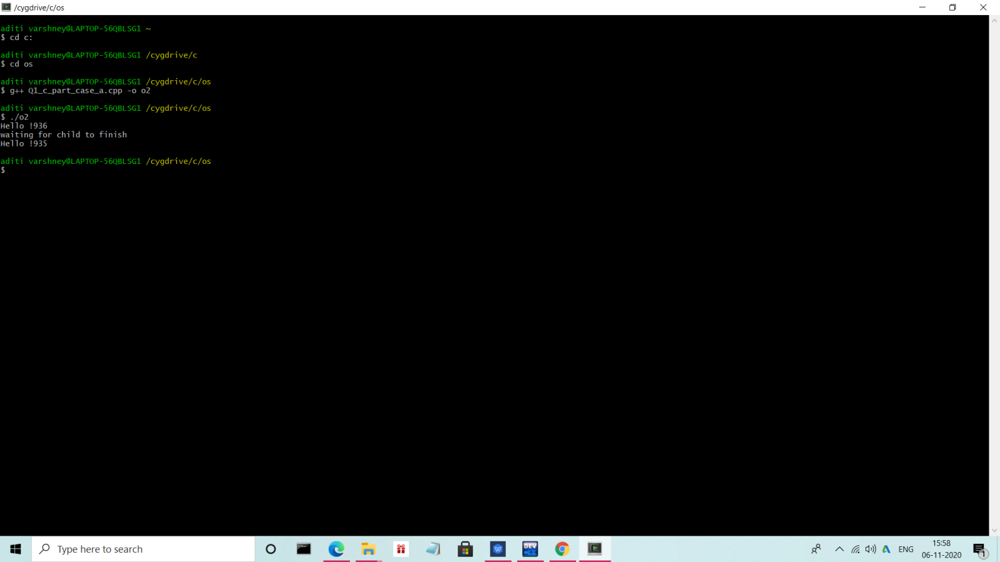 /cygdrive/c/os
aditi varshney@LAPTOP-56QBLSG1 ~
$ cd c:
aditi varshney@LAPTOP-56QBLSG1 /cygdrive/c
$ cd os
aditi varshney@LAPTOP-56QBLSG1 /cygdrive/c/os
$ g++ Q1_c_part_case_a.cpp -o o2
aditi varshney@LAPTOP-56QBLSG1 /cygdrive/c/os
$ ./o2
Hello !936
waiting for child to finish
Hello !935
aditi varshney@LAPTOP-56QBLSG1 /cygdrive/c/os
$
Type here to search
W
DEV
ENG
15:58
06-11-2020
1